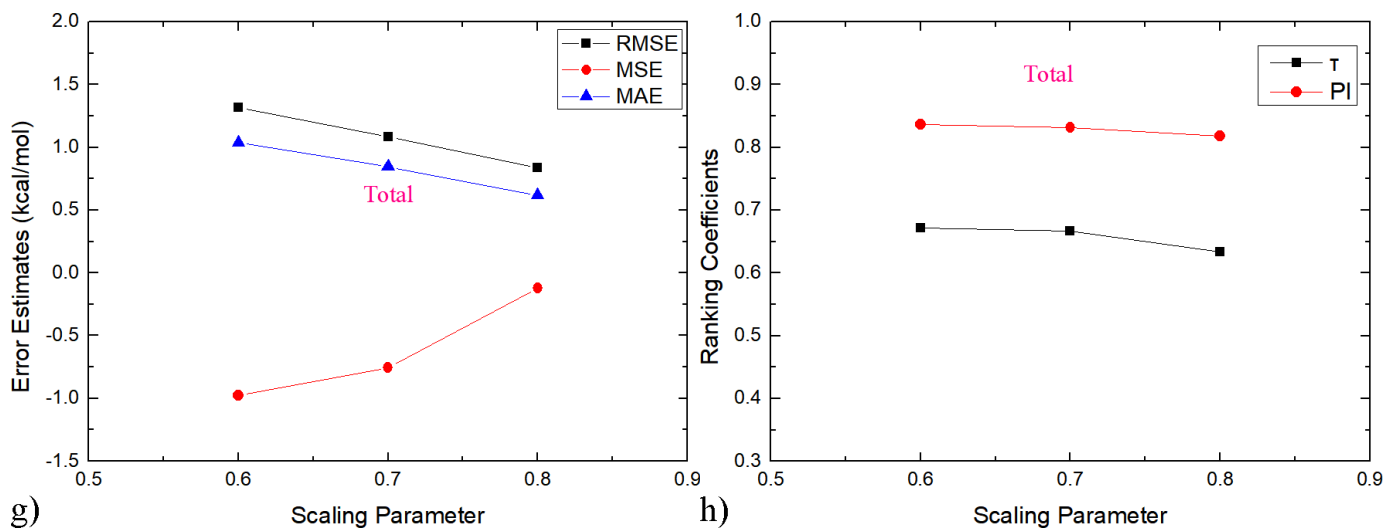 2.0
1.5
1.0
0.5
0.0
-0.5
-1.0
-1.5
Error Estimates (kcal/mol)
RMSE
MSE
MAE
Total
0.5 0.6 0.7 0.8 0.9
Scaling Parameter
g)
1.0
0.9
0.8
0.7
0.6
0.5
0.4
0.3
Ranking Coefficients
Total
τ
PI
0.5 0.6 0.7 0.8 0.9
Scaling Parameter
h)